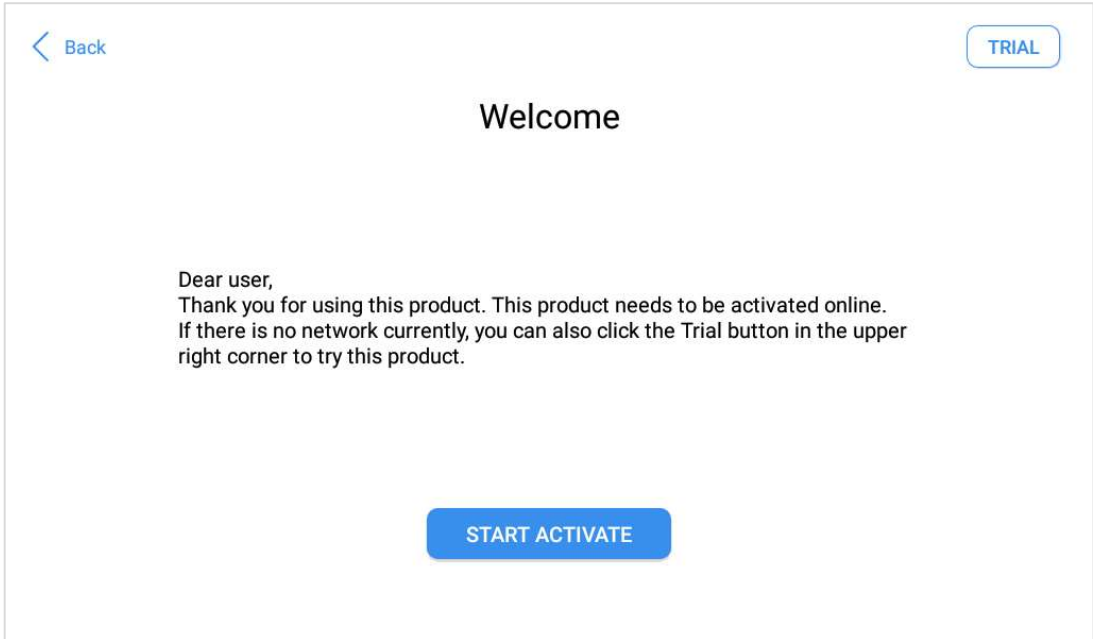 Back
TRIAL
Welcome
Dear user,
Thank you for using this product. This product needs to be activated online.
If there is no network currently, you can also click the Trial button in the upper
right corner to try this product.
START ACTIVATE